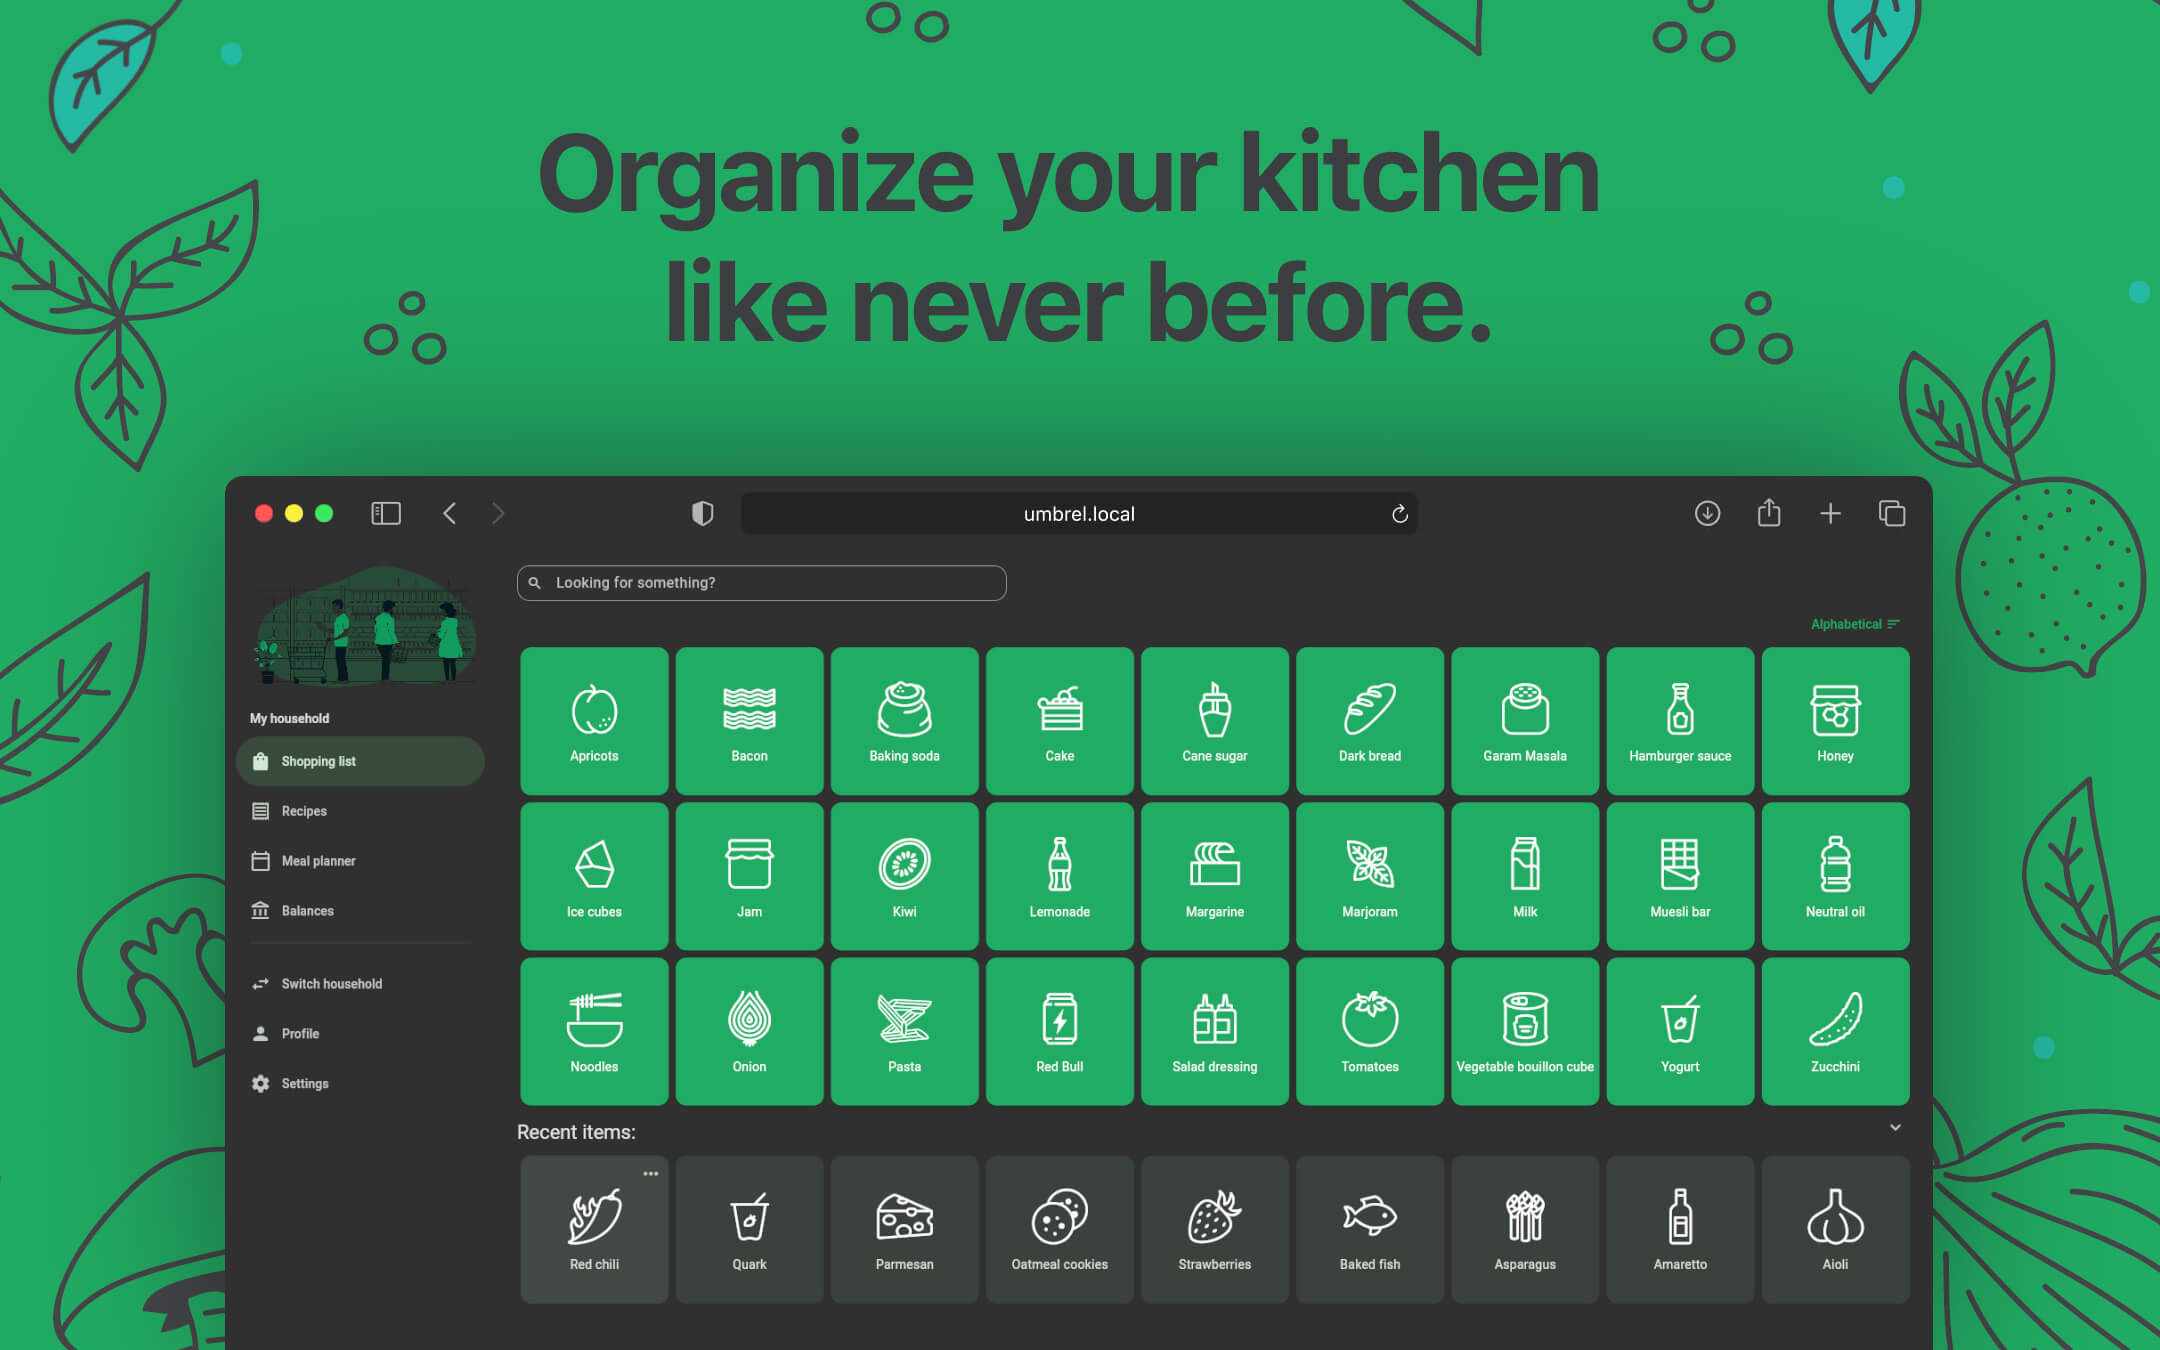 Organize your kitchen
like never before.
umbrel.local
Looking for something?
Alphabetical
My household
Shopping list
Recipes
Meal planner
Balances
Switch household
Profile
Settings
Apricots
Bacon
Baking soda
Cake
Cane sugar
Dark bread
Garam Masala
Hamburger sauce
Honey
Ice cubes
Jam
Kiwi
Lemonade
Margarine
Marjoram
Milk
Muesli bar
Neutral oil
Noodles
Onion
Pasta
Red Bull
Salad dressing
Tomatoes
Vegetable bouillon cube
Yogurt
Zucchini
Recent items:
Red chili
Quark
Parmesan
Oatmeal cookies
Strawberries
Baked fish
Asparagus
Amaretto
Aioli